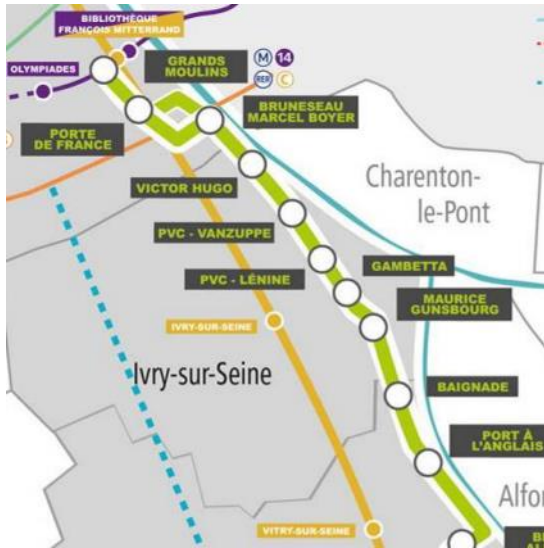 BIBLIOTHÈQUE
FRANÇOIS MITTERRAND
OLYMPIADES
GRANDS
MOULINS
M 14
RER C
PORTE
DE FRANCE
BRUNESEAU
MARCEL BOYER
VICTOR HUGO
Charenton-
le-Pont
PVC - VANZUPPE
PVC - LÉNINE
GAMBETTA
MAURICE
GUNSBOURG
IVRY-SUR-SEINE
Ivry-sur-Seine
BAIGNADE
PORT À
L'ANGLAIS
Alfo
VITRY-SUR-SEINE